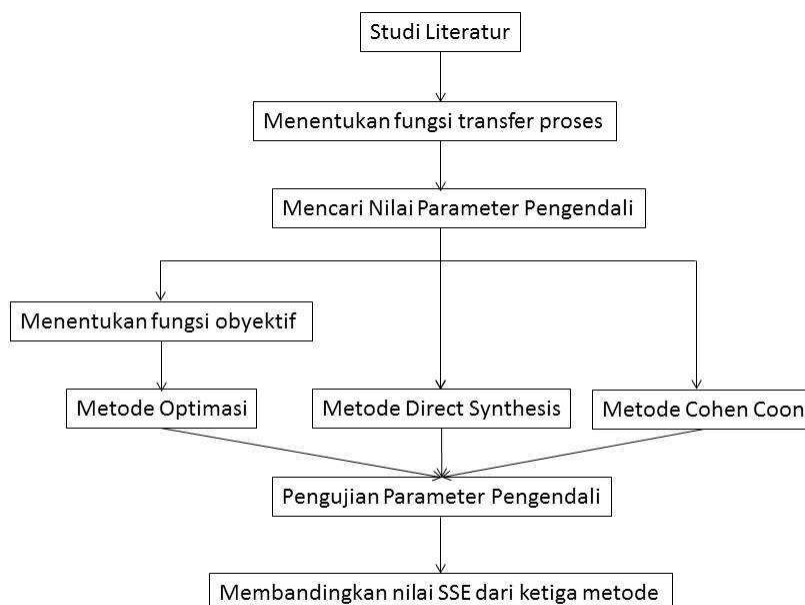 Studi Literatur
Menentukan fungsi transfer proses
Mencari Nilai Parameter Pengendali
Menentukan fungsi obyektif
Metode Optimasi
Metode Direct Synthesis
Metode Cohen Coon
Pengujian Parameter Pengendali
Membandingkan nilai SSE dari ketiga metode